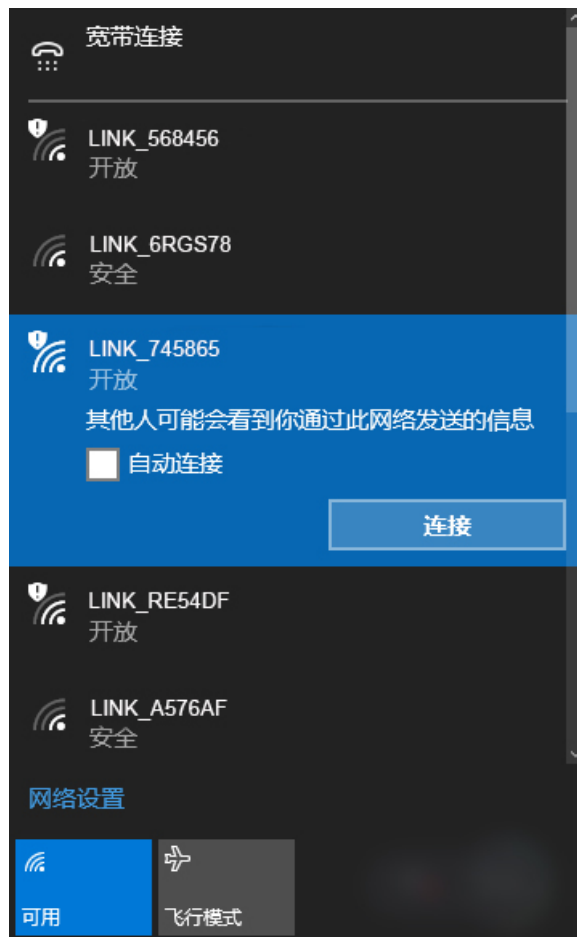 宽带连接
LINK_568456
开放
LINK_6RGS78
安全
LINK_745865
开放
其他人可能会看到你通过此网络发送的信息
自动连接
连接
LINK_RE54DF
开放
LINK_A576AF
安全
网络设置
可用
飞行模式